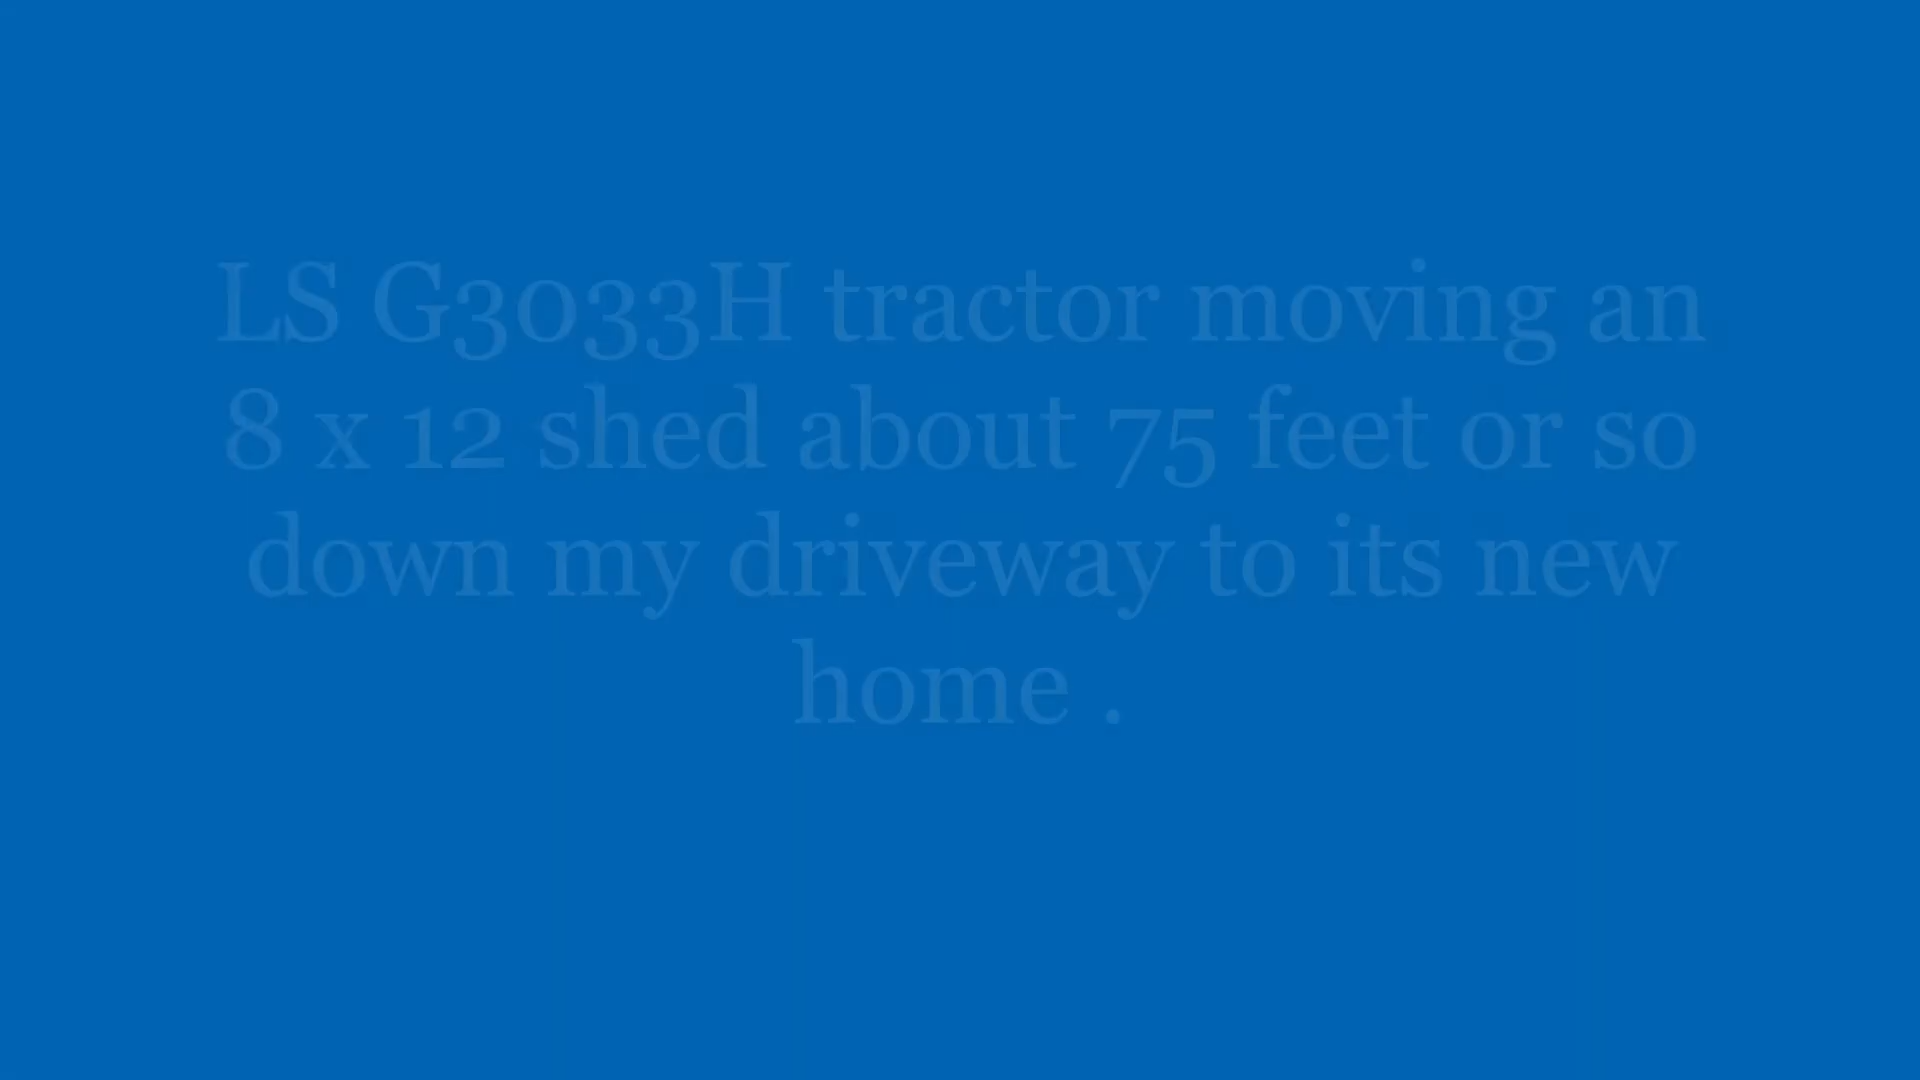 LS G3033H tractor moving an
8 x 12 shed about 75 feet or so
down my driveway to its new
home .